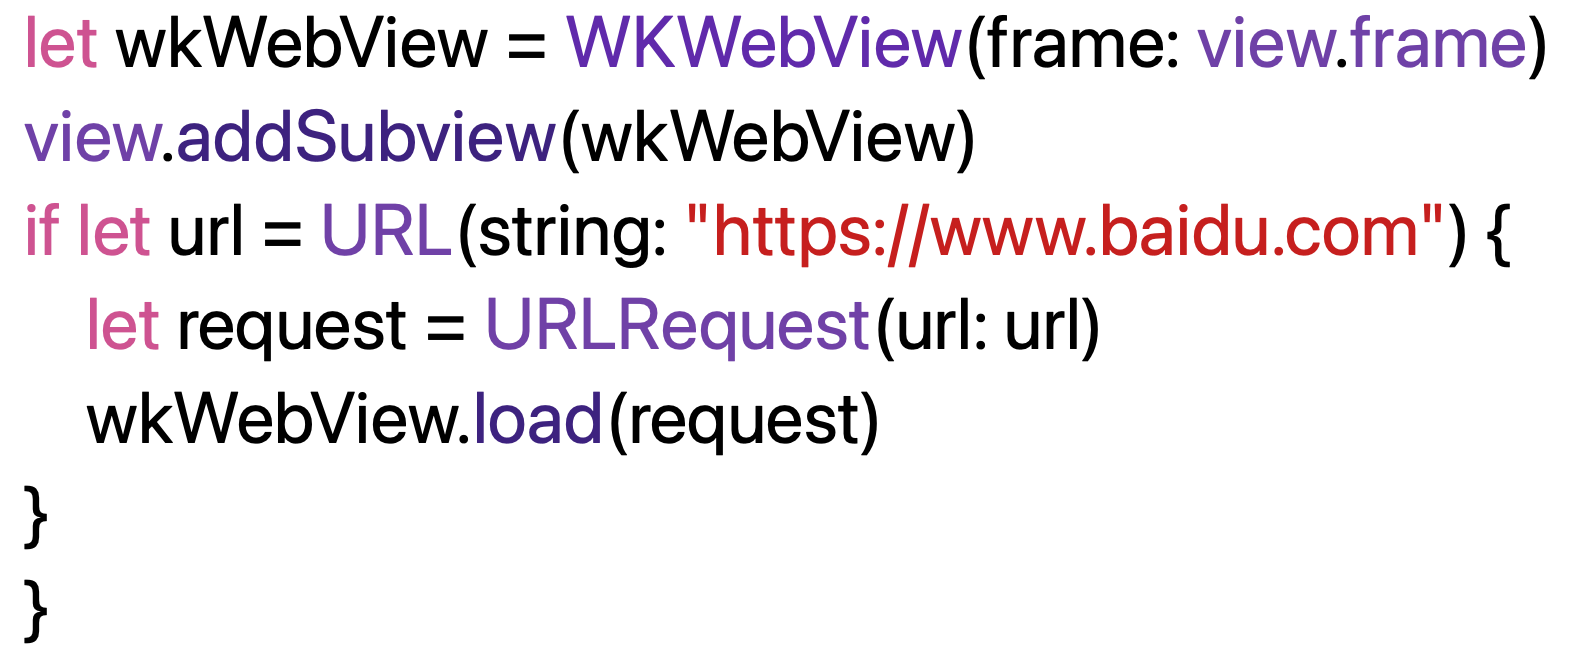 let wkWebView = WKWebView(frame: view.frame)
view.addSubview(wkWebView)
if let url = URL(string: "https://www.baidu.com") {
    let request = URLRequest(url: url)
    wkWebView.load(request)
}
}